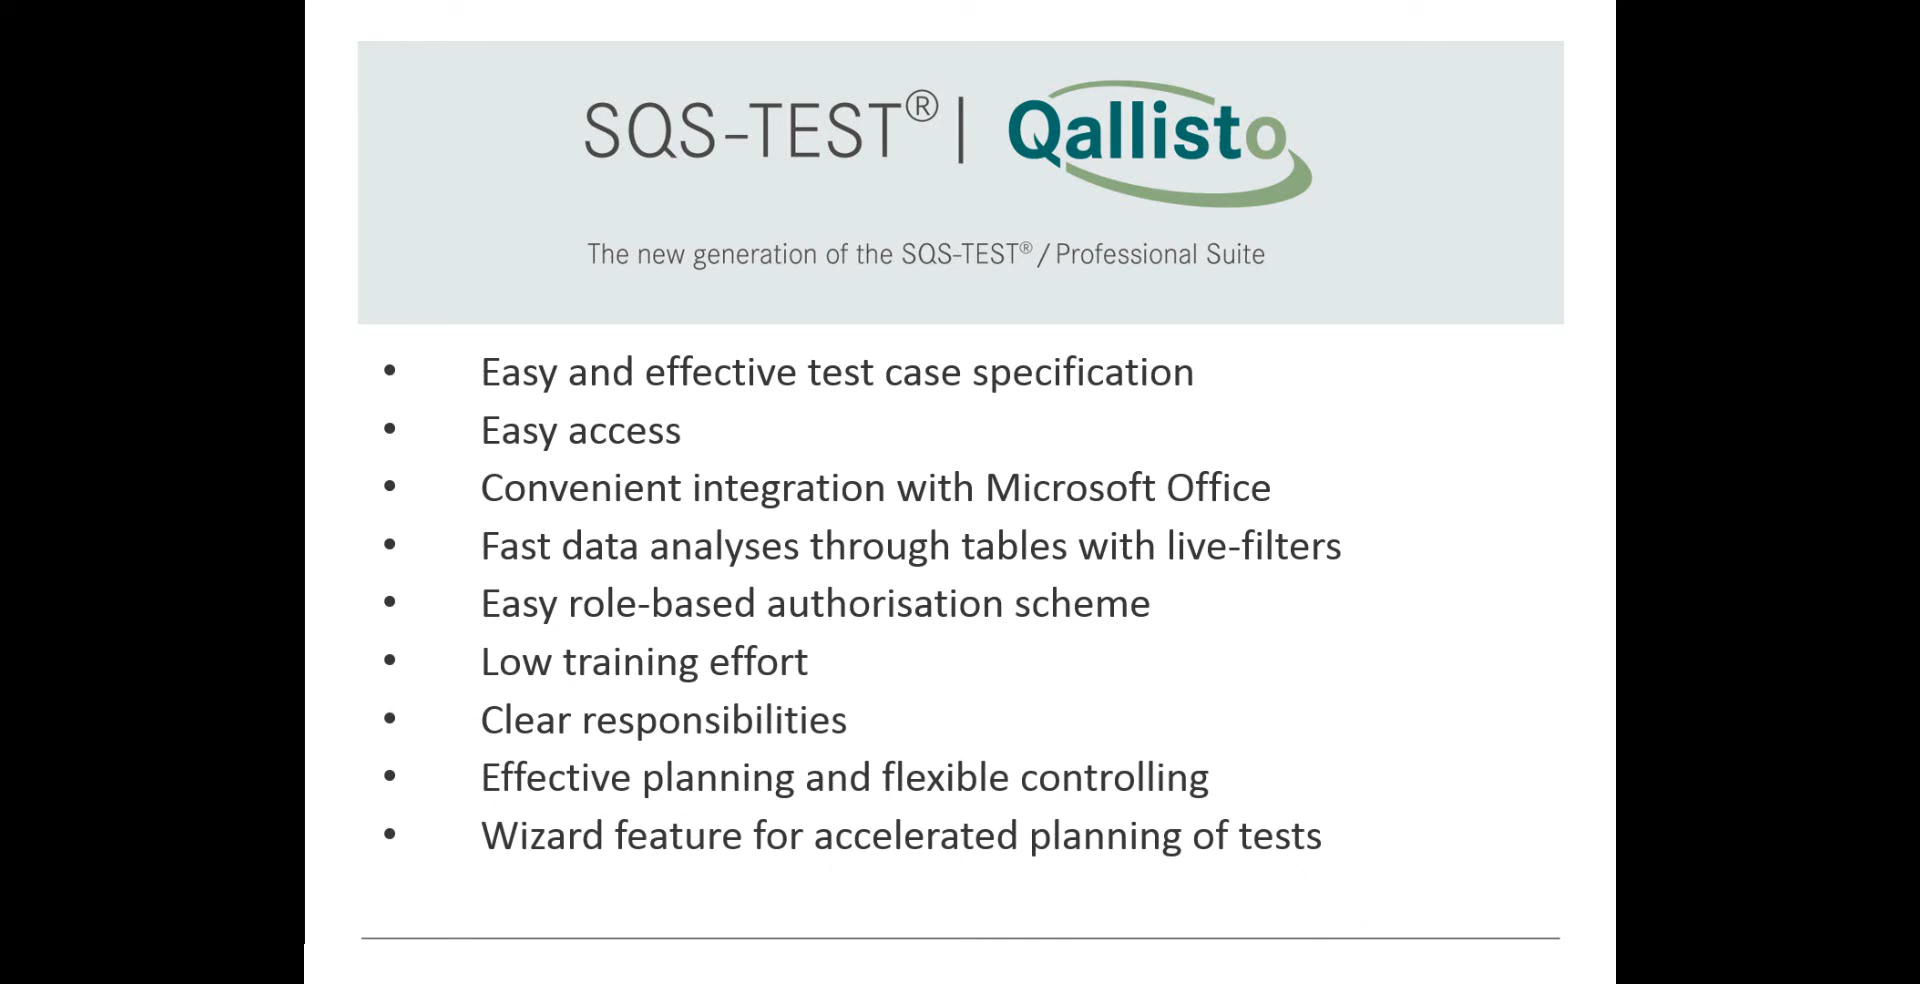 SQS-TEST® | Qallisto
The new generation of the SQS-TEST® / Professional Suite
• Easy and effective test case specification
• Easy access
• Convenient integration with Microsoft Office
• Fast data analyses through tables with live-filters
• Easy role-based authorisation scheme
• Low training effort
• Clear responsibilities
• Effective planning and flexible controlling
• Wizard feature for accelerated planning of tests